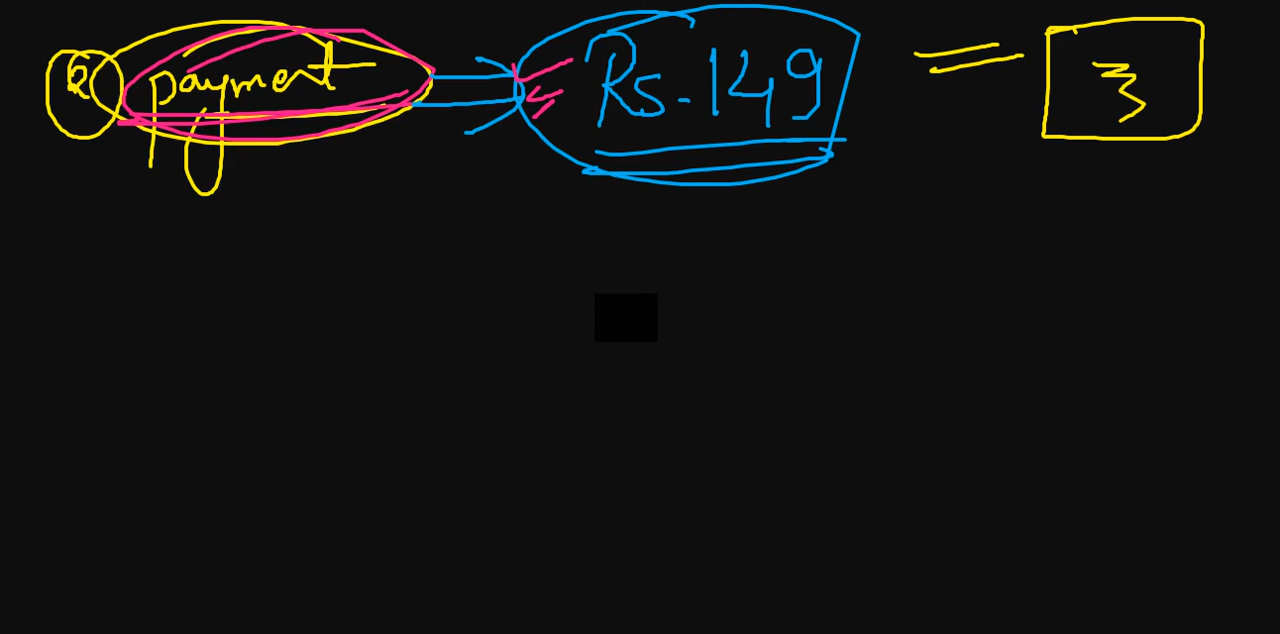 payment Rs. 149 = 3